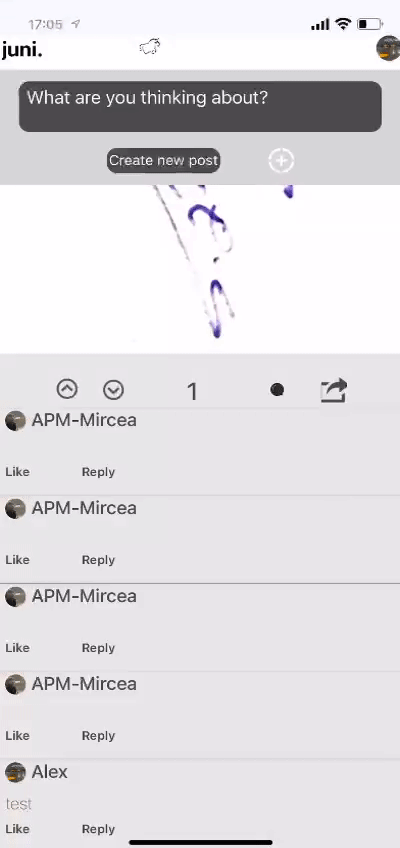 17:05
juni.
What are you thinking about?
Create new post
1
APM-Mircea
Like Reply
APM-Mircea
Like Reply
APM-Mircea
Like Reply
APM-Mircea
Like Reply
Alex
test
Like Reply